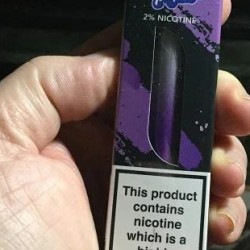 2% NICOTINE
This product
contains
nicotine
which is a